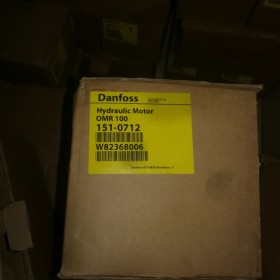 Danfoss
Hydraulic Motor
OMR 100
151-0712
W82368006